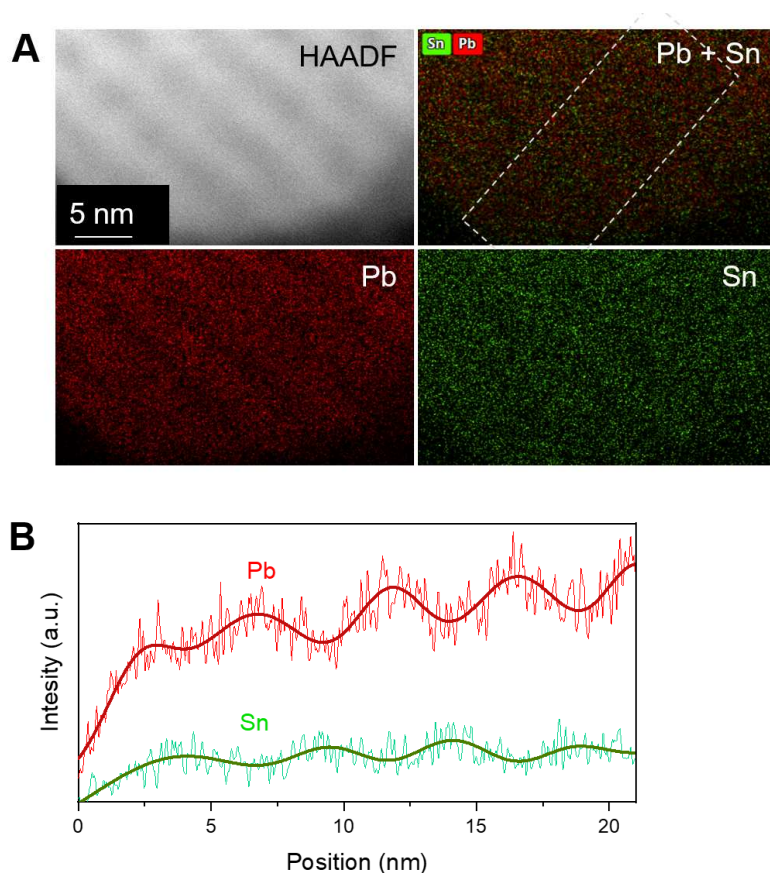 A
HAADF
5 nm
Sn Pb
Pb + Sn
Pb
Sn
B
Pb
Sn
Intesity (a.u.)
0 5 10 15 20
Position (nm)